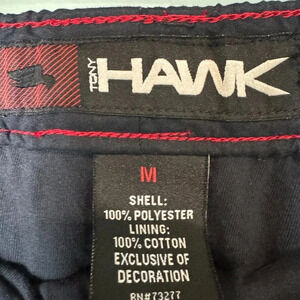 TONY HAWK
M
SHELL:
100% POLYESTER
LINING:
100% COTTON
EXCLUSIVE OF
DECORATION
RN#73277